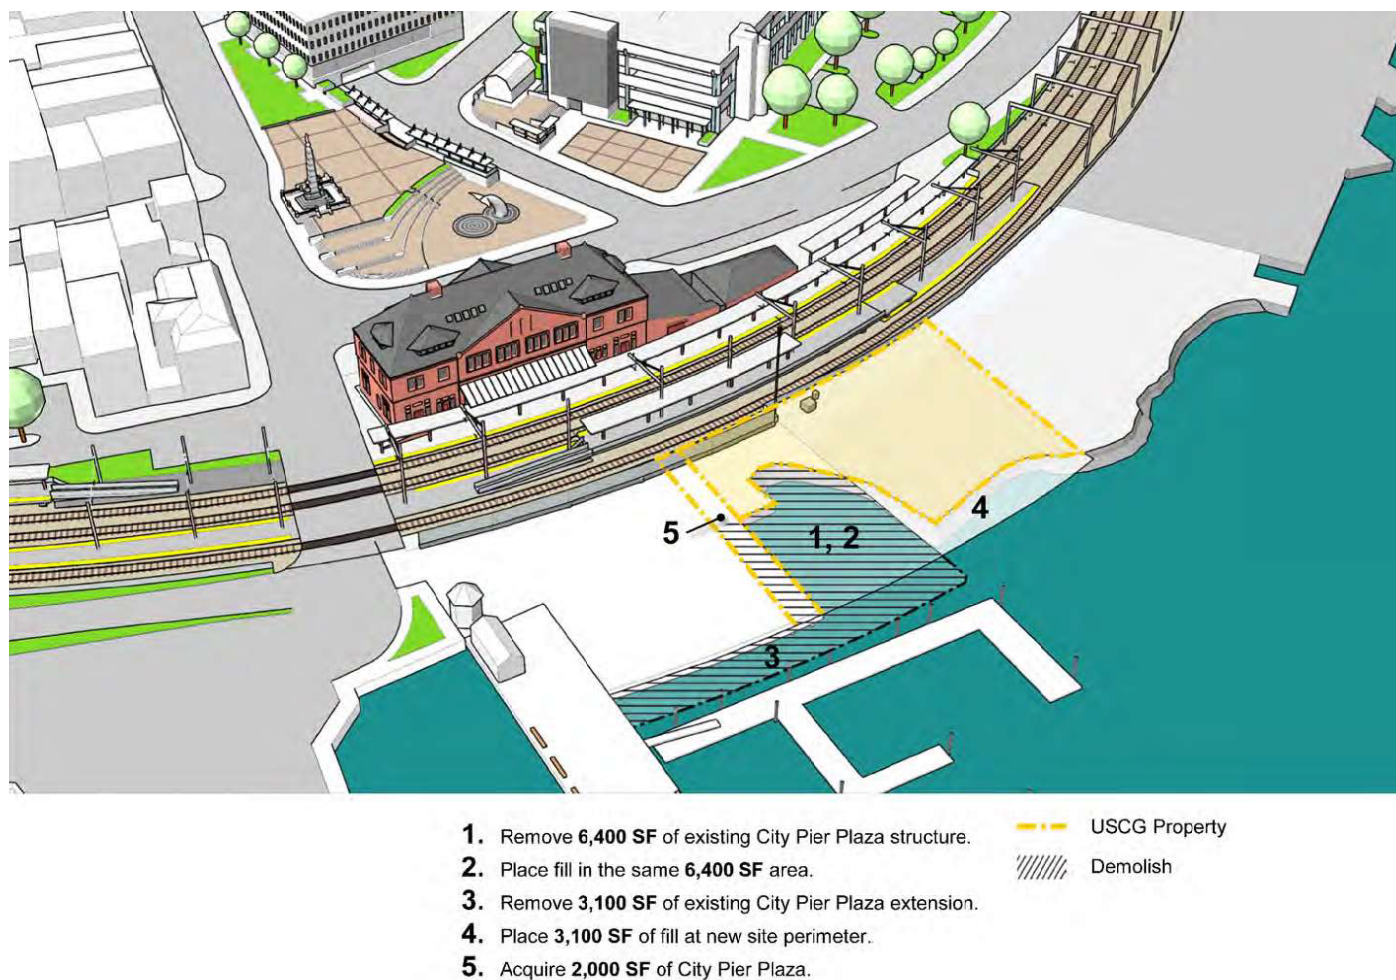 5
1, 2
4
3
1. Remove 6,400 SF of existing City Pier Plaza structure.
2. Place fill in the same 6,400 SF area.
3. Remove 3,100 SF of existing City Pier Plaza extension.
4. Place 3,100 SF of fill at new site perimeter.
5. Acquire 2,000 SF of City Pier Plaza.
USCG Property
Demolish